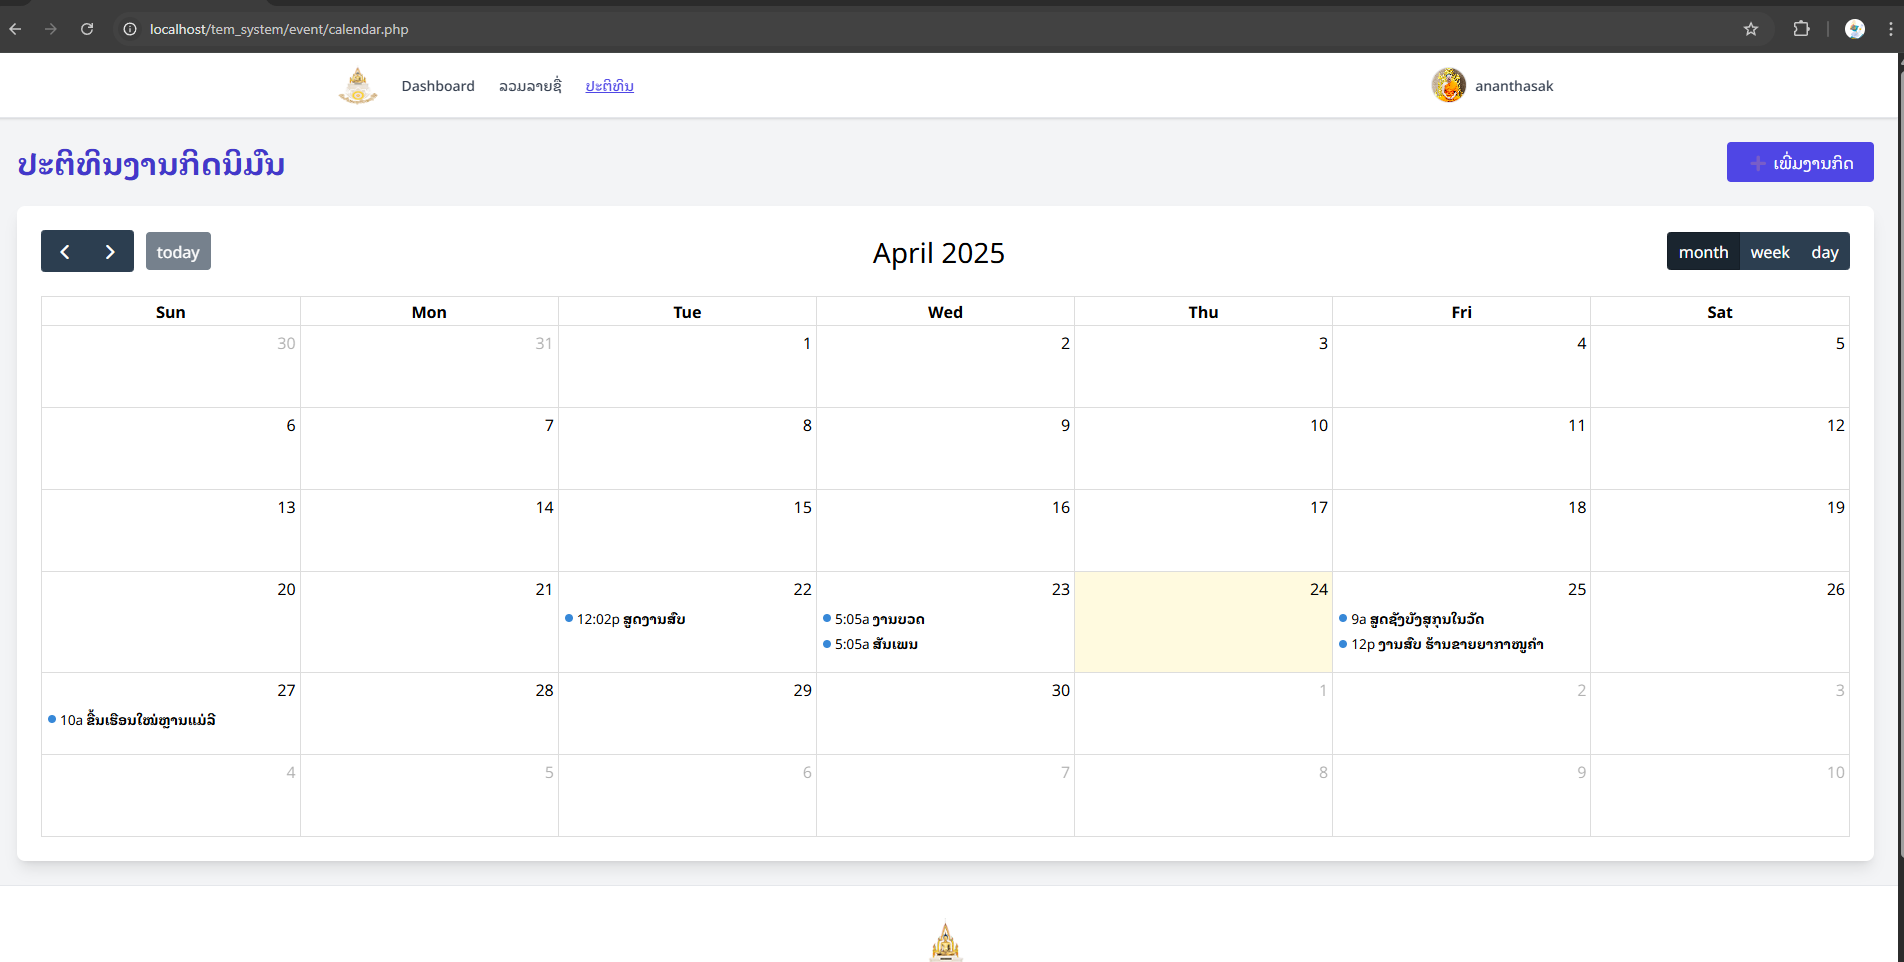 localhost/tem_system/event/calendar.php
Dashboard ລວມລາຍຊື່ ປະຕິທິນ ananthasak
ປະຕິທິນງານກິດນິມົນ
ເພີ່ມງານກິດ
today
April 2025
month week day
Sun Mon Tue Wed Thu Fri Sat
30 31 1 2 3 4 5
6 7 8 9 10 11 12
13 14 15 16 17 18 19
20 21 22 23 24 25 26
12:02p ສູດງານສົບ 5:05a ງານບວດ 9a ສູດຊັງບັງສຸກຸນໃນວັດ
5:05a ສັນເພນ 12p ງານສົບ ຮ້ານຂາຍຍາກາໝູຄຳ
27 28 29 30 1 2 3
10a ຂື້ນເຮືອນໃໝ່ຫຼານແມ່ລີ
4 5 6 7 8 9 10